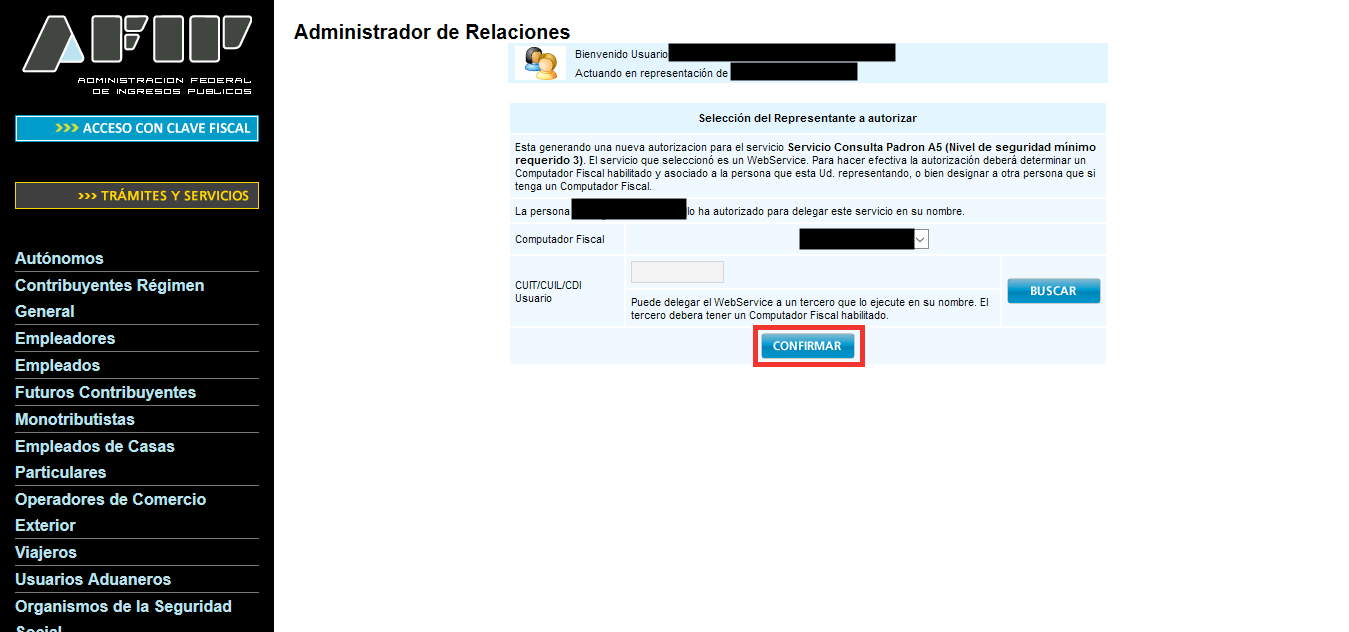 AFIP
ADMINISTRACION FEDERAL
DE INGRESOS PUBLICOS
>>> ACCESO CON CLAVE FISCAL
>>> TRÁMITES Y SERVICIOS
Autónomos
Contribuyentes Régimen
General
Empleadores
Empleados
Futuros Contribuyentes
Monotributistas
Empleados de Casas
Particulares
Operadores de Comercio
Exterior
Viajeros
Usuarios Aduaneros
Organismos de la Seguridad
Social
Administrador de Relaciones
Bienvenido Usuario
Actuando en representación de
Selección del Representante a autorizar
Esta generando una nueva autorizacion para el servicio Servicio Consulta Padron A5 (Nivel de seguridad mínimo
requerido 3). El servicio que seleccionó es un WebService. Para hacer efectiva la autorización deberá determinar un
Computador Fiscal habilitado y asociado a la persona que esta Ud. representando, o bien designar a otra persona que si
tenga un Computador Fiscal.
La persona lo ha autorizado para delegar este servicio en su nombre.
Computador Fiscal
CUIT/CUIL/CDI
Usuario
Puede delegar el WebService a un tercero que lo ejecute en su nombre. El
tercero debera tener un Computador Fiscal habilitado.
BUSCAR
CONFIRMAR